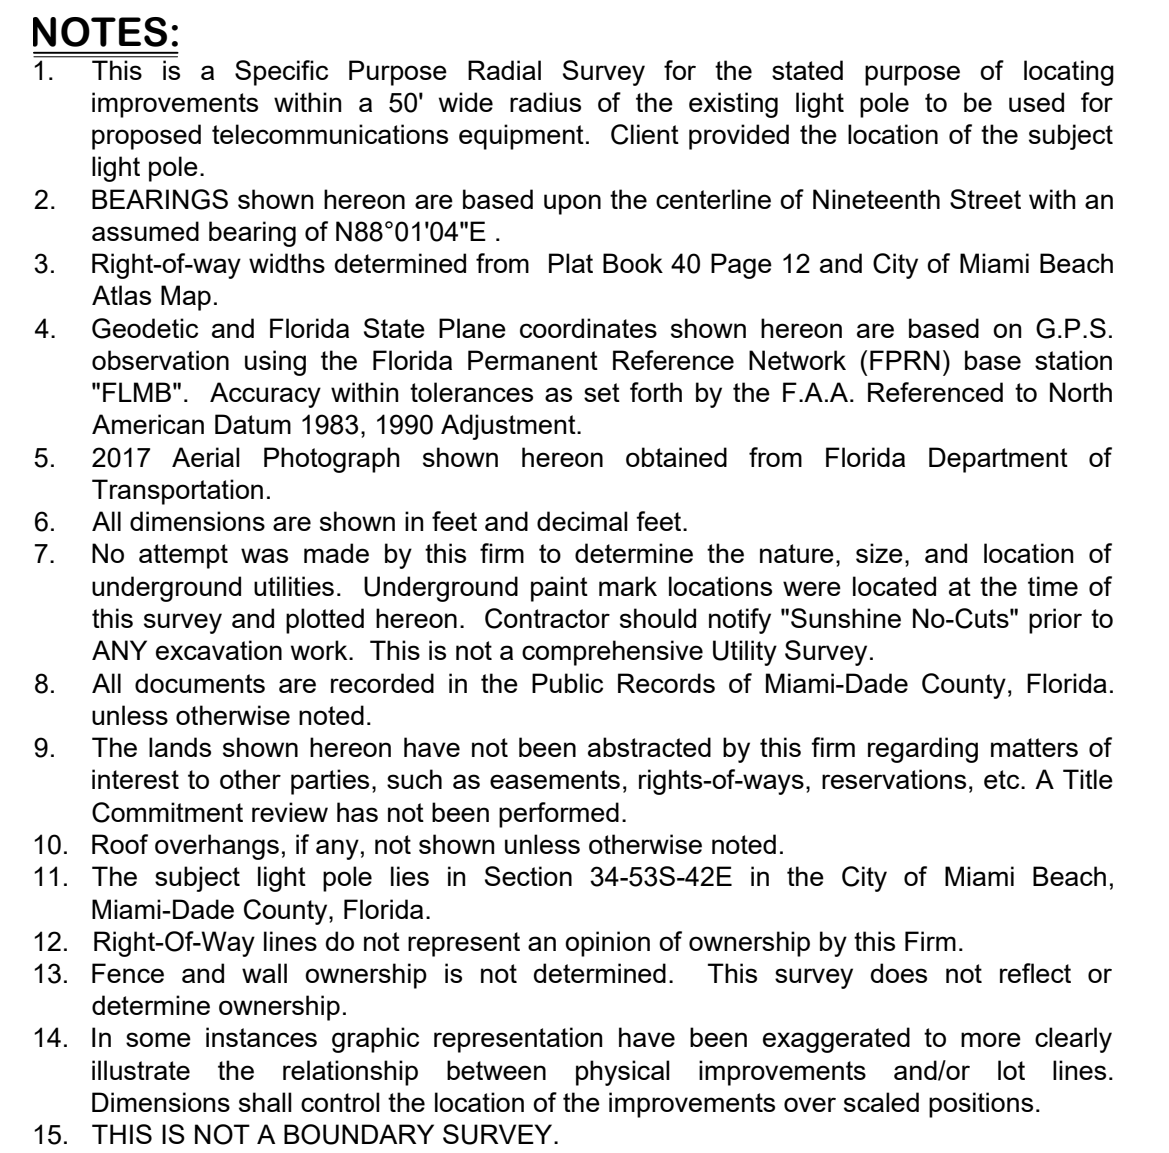 NOTES:
1. This is a Specific Purpose Radial Survey for the stated purpose of locating
improvements within a 50' wide radius of the existing light pole to be used for
proposed telecommunications equipment. Client provided the location of the subject
light pole.
2. BEARINGS shown hereon are based upon the centerline of Nineteenth Street with an
assumed bearing of N88°01'04"E .
3. Right-of-way widths determined from Plat Book 40 Page 12 and City of Miami Beach
Atlas Map.
4. Geodetic and Florida State Plane coordinates shown hereon are based on G.P.S.
observation using the Florida Permanent Reference Network (FPRN) base station
"FLMB". Accuracy within tolerances as set forth by the F.A.A. Referenced to North
American Datum 1983, 1990 Adjustment.
5. 2017 Aerial Photograph shown hereon obtained from Florida Department of
Transportation.
6. All dimensions are shown in feet and decimal feet.
7. No attempt was made by this firm to determine the nature, size, and location of
underground utilities. Underground paint mark locations were located at the time of
this survey and plotted hereon. Contractor should notify "Sunshine No-Cuts" prior to
ANY excavation work. This is not a comprehensive Utility Survey.
8. All documents are recorded in the Public Records of Miami-Dade County, Florida.
unless otherwise noted.
9. The lands shown hereon have not been abstracted by this firm regarding matters of
interest to other parties, such as easements, rights-of-ways, reservations, etc. A Title
Commitment review has not been performed.
10. Roof overhangs, if any, not shown unless otherwise noted.
11. The subject light pole lies in Section 34-53S-42E in the City of Miami Beach,
Miami-Dade County, Florida.
12. Right-Of-Way lines do not represent an opinion of ownership by this Firm.
13. Fence and wall ownership is not determined. This survey does not reflect or
determine ownership.
14. In some instances graphic representation have been exaggerated to more clearly
illustrate the relationship between physical improvements and/or lot lines.
Dimensions shall control the location of the improvements over scaled positions.
15. THIS IS NOT A BOUNDARY SURVEY.